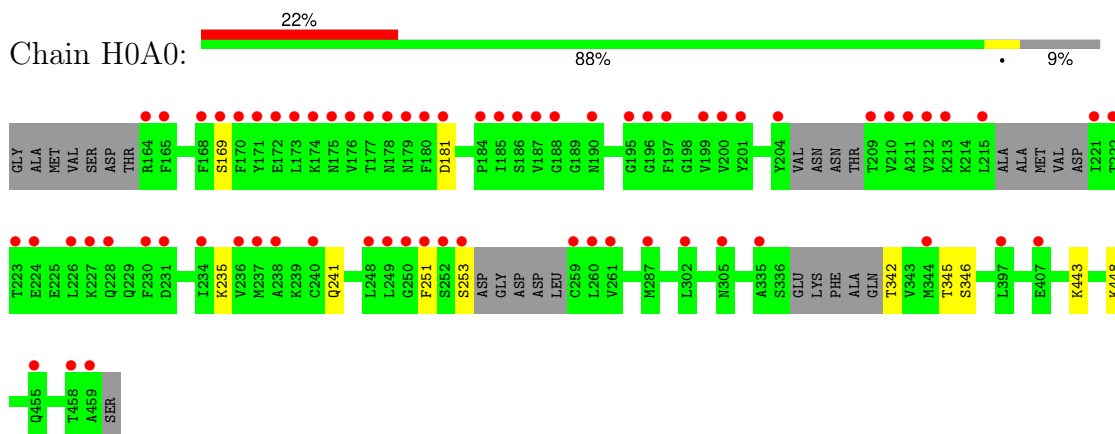 22%
Chain H0A0:
88% • 9%
GLY ALA MET VAL SER ASP THR R164 F165 F168 S169 F170 Y171 E172 L173 K174 N175 V176 T177 N178 N179 F180 D181 P184 I185 S186 V187 G188 G189 N190 G195 G196 F197 G198 V199 V200 Y201 Y204 VAL ASN ASN THR T209 V210 A211 V212 K213 K214 L215 ALA ALA MET VAL ASP I221 T222
T223 E224 E225 L226 K227 Q228 Q229 F230 D231 I234 K235 V236 M237 A238 K239 C240 Q241 L248 L249 G250 F251 S252 S253 ASP GLY ASP ASP LEU C259 L260 V261 M287 L302 N305 A335 S336 GLU LYS PHE ALA GLN T342 V343 M344 T345 S346 L397 E407 K443 K448
Q455 T458 A459 SER